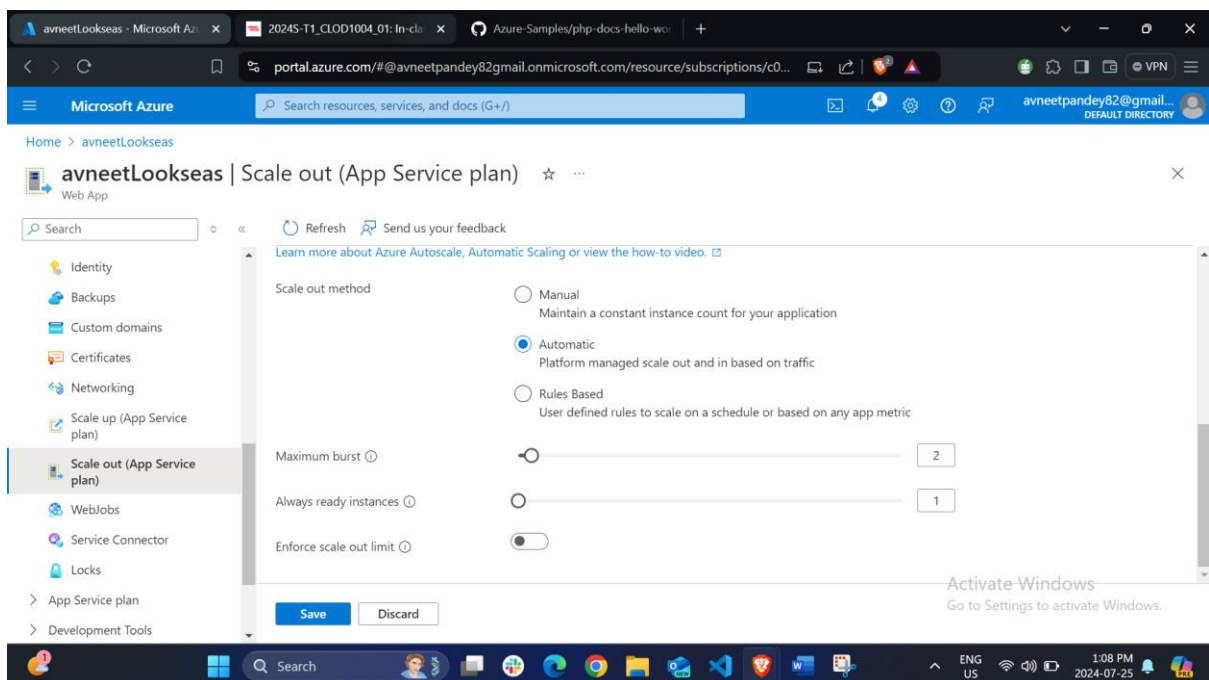 avneetLookseas - Microsoft Az
2024S-T1_CLOD1004_01: In-cla
Azure-Samples/php-docs-hello-wor
portal.azure.com/#@avneetpandey82gmail.onmicrosoft.com/resource/subscriptions/c0...
VPN
Microsoft Azure
Search resources, services, and docs (G+/)
4
avneetpandey82@gmail...
DEFAULT DIRECTORY
Home > avneetLookseas
avneetLookseas | Scale out (App Service plan)
Web App
Search
Refresh
Send us your feedback
Learn more about Azure Autoscale, Automatic Scaling or view the how-to video.
Identity
Backups
Custom domains
Certificates
Networking
Scale up (App Service
plan)
Scale out (App Service
plan)
WebJobs
Service Connector
Locks
App Service plan
Development Tools
Scale out method
Manual
Maintain a constant instance count for your application
Automatic
Platform managed scale out and in based on traffic
Rules Based
User defined rules to scale on a schedule or based on any app metric
Maximum burst
2
Always ready instances
1
Enforce scale out limit
Save
Discard
Activate Windows
Go to Settings to activate Windows.
1
Search
ENG
US
1:08 PM
2024-07-25